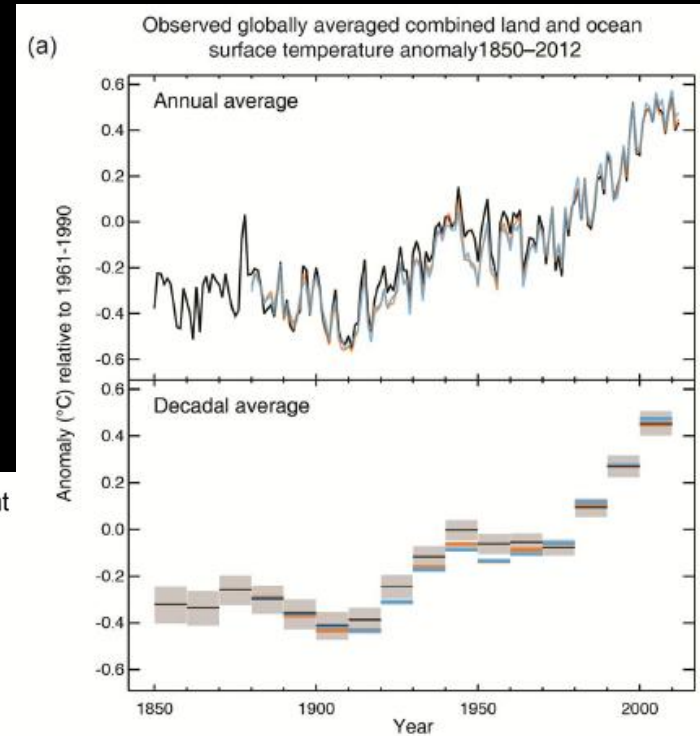 Observed globally averaged combined land and ocean
(a)
surface temperature anomaly1850–2012
Annual average
0.6
0.4
0.2
0.0
-0.2
-0.4
-0.6
Anomaly (°C) relative to 1961-1990
Decadal average
0.6
0.4
0.2
0.0
-0.2
-0.4
-0.6
1850
1900
1950
2000
Year